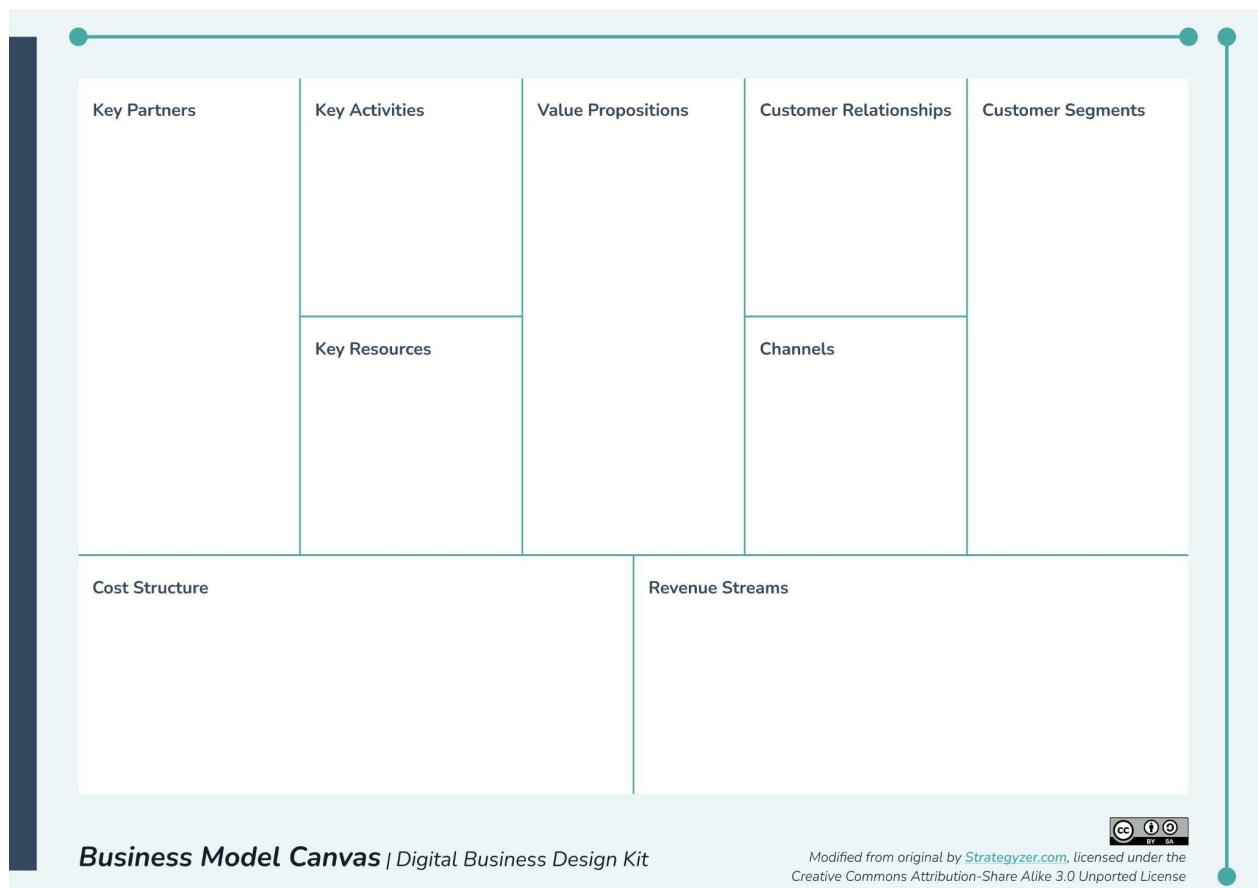 Key Partners
Key Activities
Value Propositions
Customer Relationships
Customer Segments
Key Resources
Channels
Cost Structure
Revenue Streams
Business Model Canvas | Digital Business Design Kit
cc
BY SA
Modified from original by Strategyzer.com, licensed under the
Creative Commons Attribution-Share Alike 3.0 Unported License